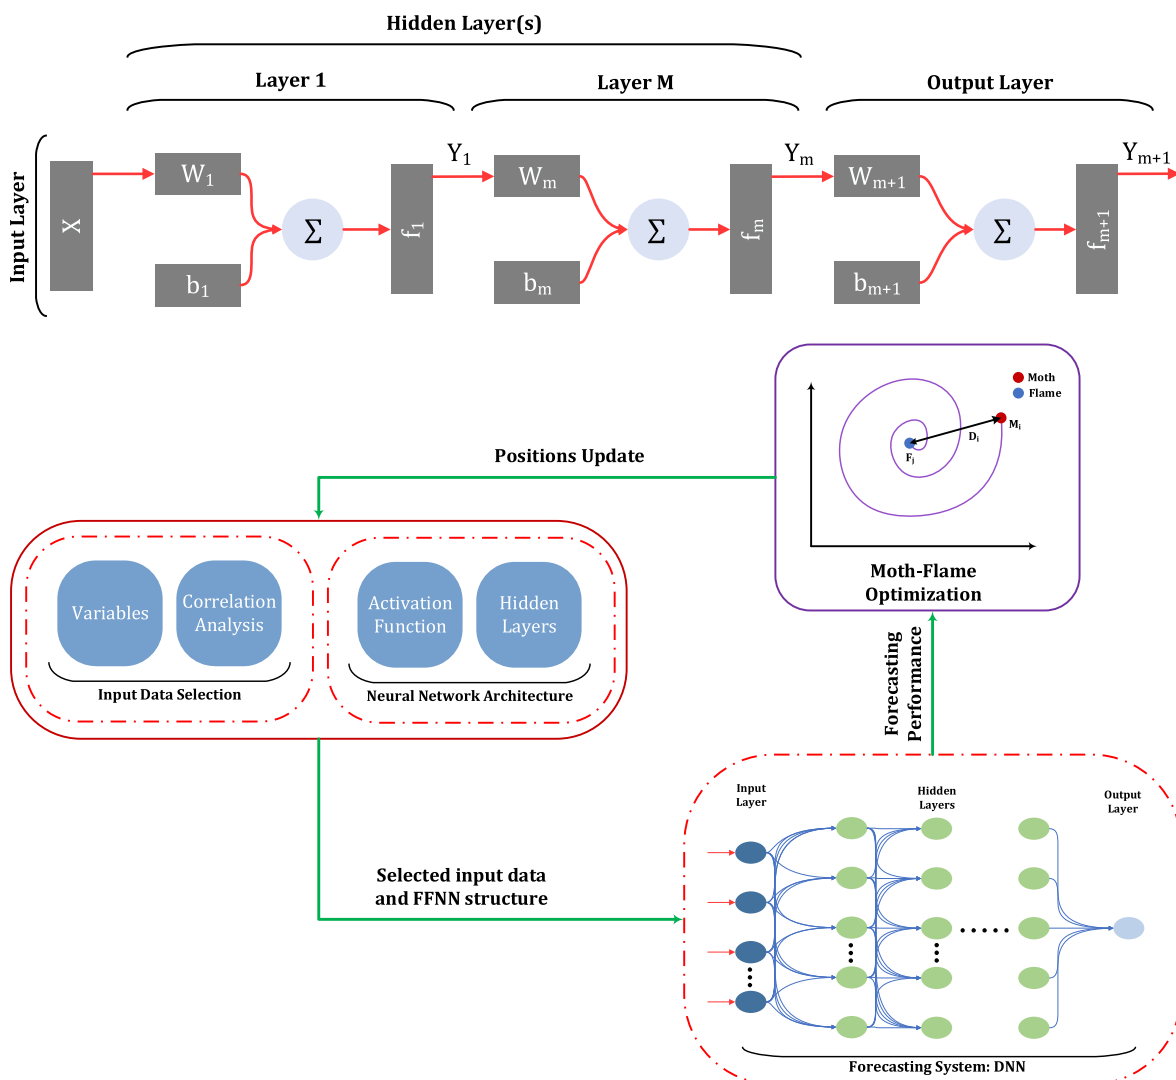 Hidden Layer(s)
Layer 1
Layer M
Output Layer
Input Layer
X
W1
b1
Σ
f1
Y1
Wm
bm
Σ
fm
Ym
Wm+1
bm+1
Σ
fm+1
Ym+1
Moth
Flame
Mi
Di
Fj
Moth-Flame
Optimization
Positions Update
Variables
Correlation
Analysis
Input Data Selection
Activation
Function
Hidden
Layers
Neural Network Architecture
Forecasting
Performance
Selected input data
and FFNN structure
Input
Layer
Hidden
Layers
Output
Layer
Forecasting System: DNN